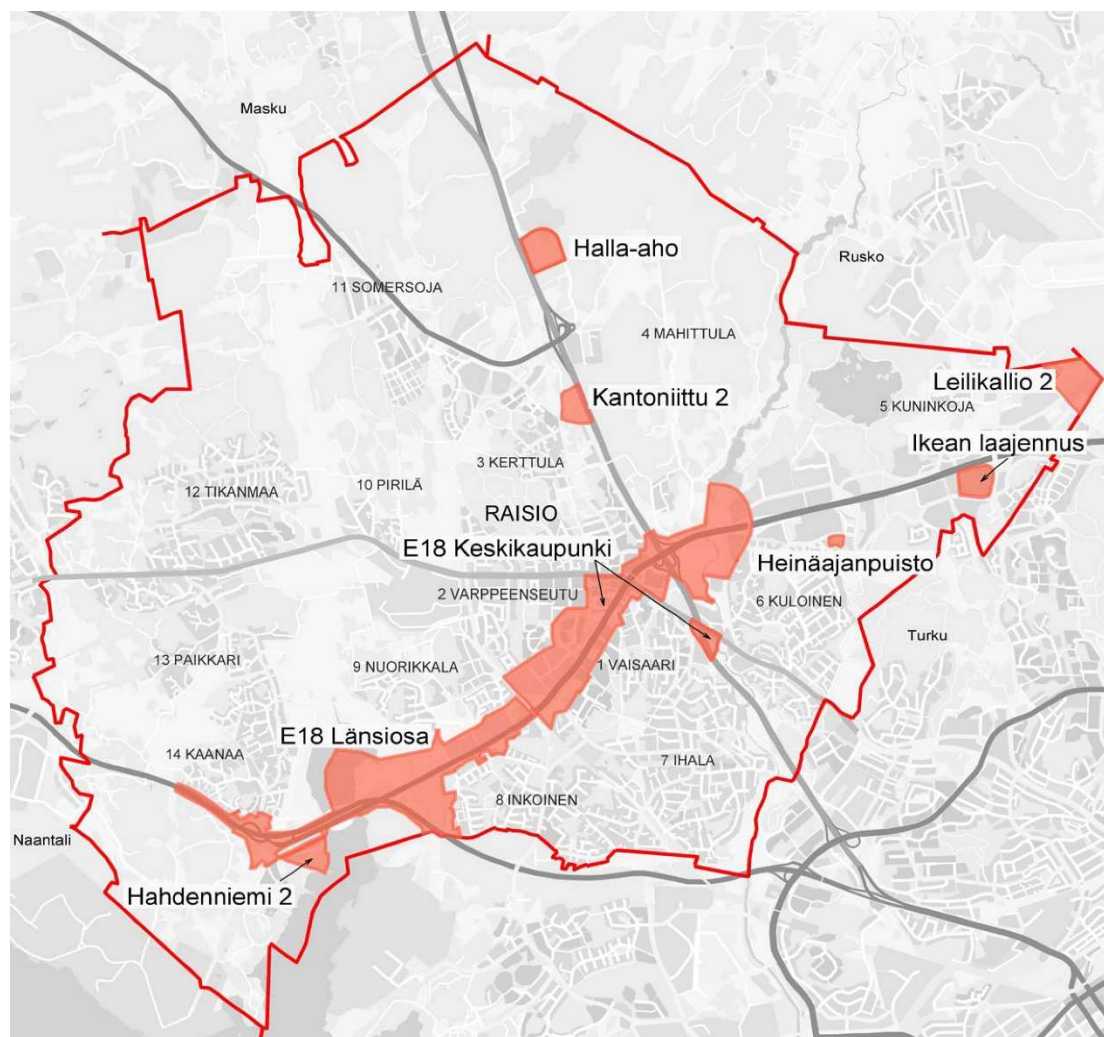 Masku
Halla-aho
Rusko
11 SOMERSOJA
4 MAHITTULA
Leilikallio 2
Kantoniittu 2
5 KUNINKOJA
Ikean laajennus
3 KERTTULA
12 TIKANMAA
10 PIRILÄ
RAISIO
E18 Keskikaupunki
Heinäajanpuisto
2 VARPPEENSEUTU
6 KULOINEN
Turku
13 PAIKKARI
9 NUORIKKALA
1 VAISAARI
E18 Länsiosa
14 KAANAA
7 IHALA
8 INKOINEN
Naantali
Hahdenniemi 2